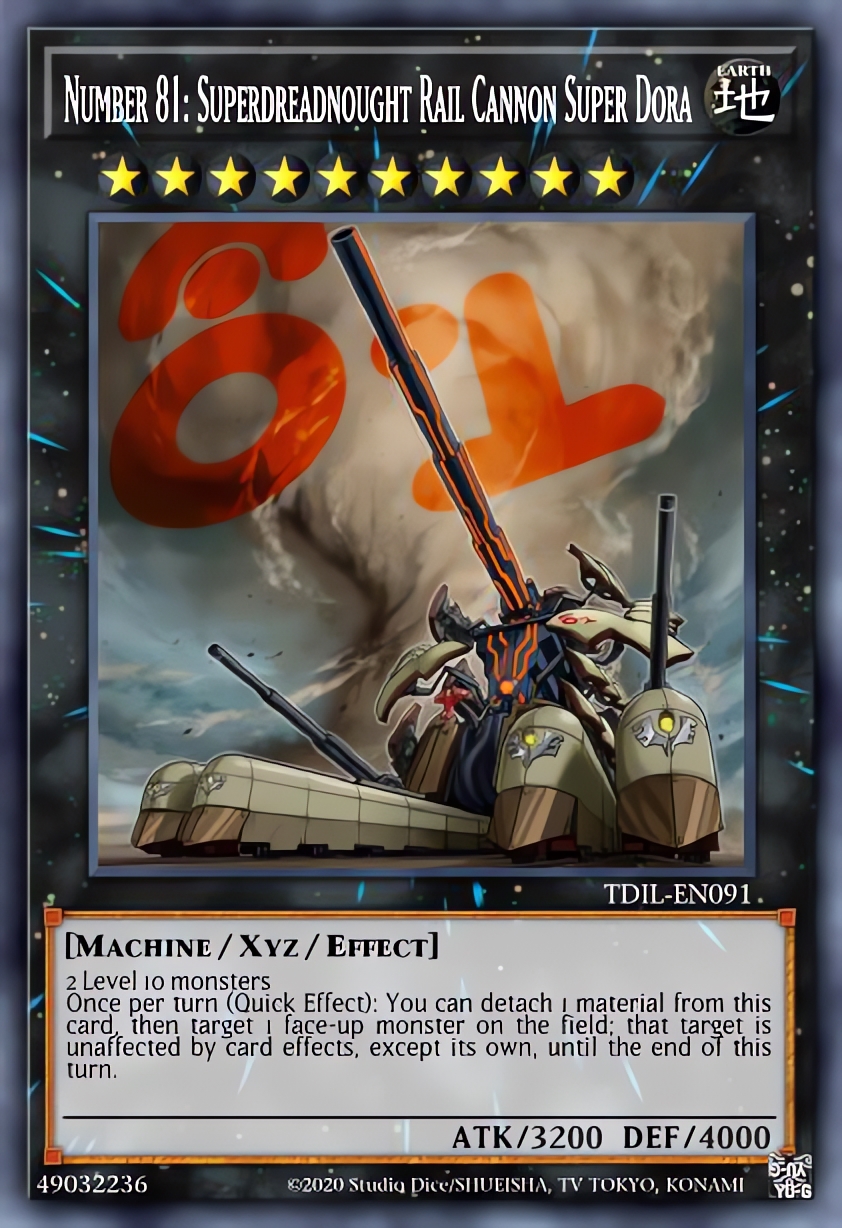 Number 81: Superdreadnought Rail Cannon Super Dora
EARTH
地
81
81
TDIL-EN091
[Machine / Xyz / Effect]
2 Level 10 monsters
Once per turn (Quick Effect): You can detach 1 material from this
card, then target 1 face-up monster on the field; that target is
unaffected by card effects, except its own, until the end of this
turn.
ATK/3200 DEF/4000
49032236
©2020 Studio Dice/SHUEISHA, TV TOKYO, KONAMI